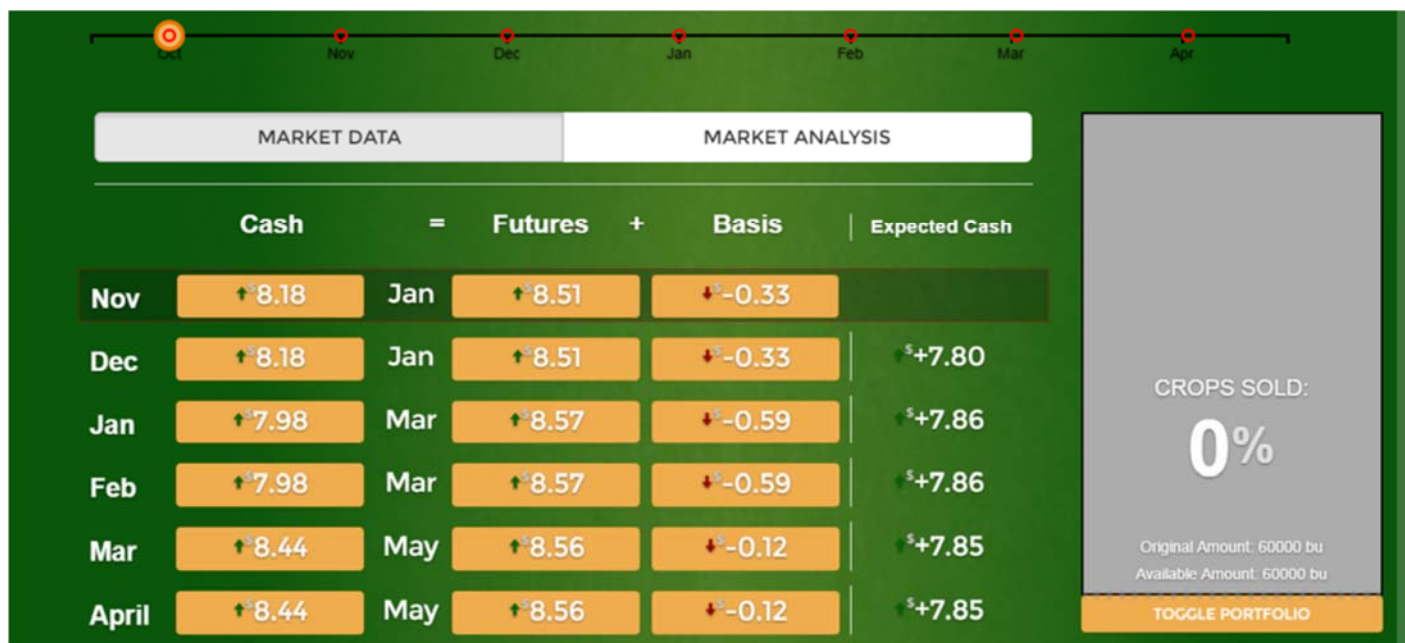 Oct Nov Dec Jan Feb Mar Apr
MARKET DATA MARKET ANALYSIS
Cash = Futures + Basis Expected Cash
Nov $8.18 Jan $8.51 $-0.33
Dec $8.18 Jan $8.51 $-0.33 $+7.80
Jan $7.98 Mar $8.57 $-0.59 $+7.86
Feb $7.98 Mar $8.57 $-0.59 $+7.86
Mar $8.44 May $8.56 $-0.12 $+7.85
April $8.44 May $8.56 $-0.12 $+7.85
CROPS SOLD:
0%
Original Amount: 60000 bu
Available Amount: 60000 bu
TOGGLE PORTFOLIO